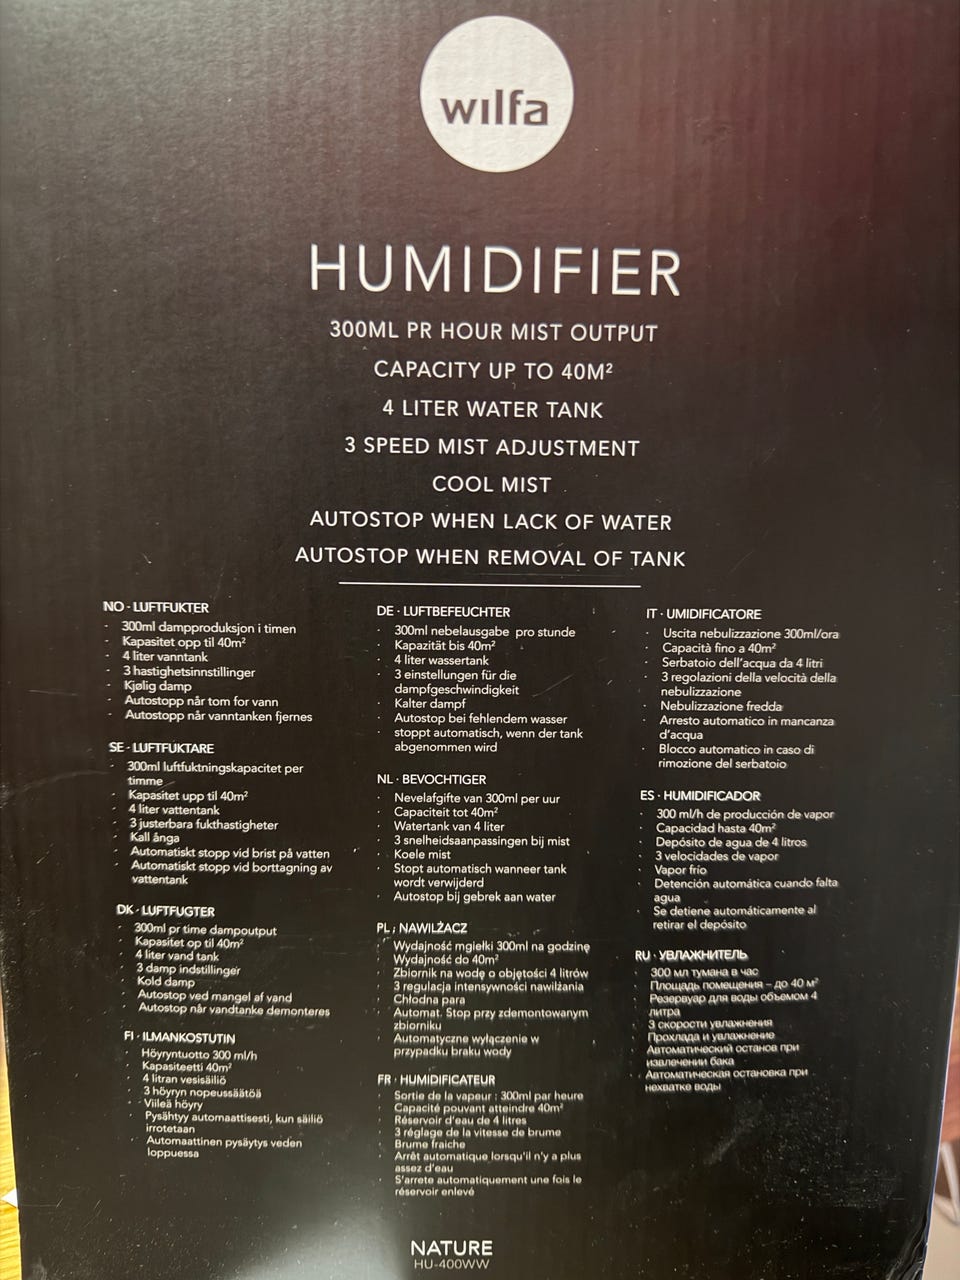 wilfa
HUMIDIFIER
300ML PR HOUR MIST OUTPUT
CAPACITY UP TO 40M²
4 LITER WATER TANK
3 SPEED MIST ADJUSTMENT
COOL MIST
AUTOSTOP WHEN LACK OF WATER
AUTOSTOP WHEN REMOVAL OF TANK
NO · LUFTFUKTER
· 300ml dampproduksjon i timen
· Kapasitet opp til 40m²
· 4 liter vanntank
· 3 hastighetsinnstillinger
· Kjølig damp
· Autostopp når tom for vann
· Autostopp når vanntanken fjernes
SE · LUFTFUKTARE
· 300ml luftfuktningskapacitet per
timme
· Kapasitet upp til 40m²
· 4 liter vattentank
· 3 justerbara fukthastigheter
· Kall ånga
· Automatiskt stopp vid brist på vatten
· Automatiskt stopp vid borttagning av
vattentank
DK · LUFTFUGTER
· 300ml pr time dampoutput
· Kapasitet op til 40m²
· 4 liter vand tank
· 3 damp indstillinger
· Kold damp
· Autostop ved mangel af vand
· Autostop når vandtanke demonteres
FI · ILMANKOSTUTIN
· Höyryntuotto 300 ml/h
· Kapasiteetti 40m²
· 4 litran vesisäiliö
· 3 höyryn nopeussäätöä
· Viileä höyry
· Pysähtyy automaattisesti, kun säiliö
irrotetaan
· Automaattinen pysäytys veden
loppuessa
DE · LUFTBEFEUCHTER
· 300ml nebelausgabe pro stunde
· Kapazität bis 40m²
· 4 liter wassertank
· 3 einstellungen für die
dampfgeschwindigkeit
· Kalter dampf
· Autostop bei fehlendem wasser
· stoppt automatisch, wenn der tank
abgenommen wird
NL · BEVOCHTIGER
· Nevelafgifte van 300ml per uur
· Capaciteit tot 40m²
· Watertank van 4 liter
· 3 snelheidsaanpassingen bij mist
· Koele mist
· Stopt automatisch wanneer tank
wordt verwijderd
· Autostop bij gebrek aan water
PL · NAWILŻACZ
· Wydajność mgiełki 300ml na godzinę
· Wydajność do 40m²
· Zbiornik na wodę o objętości 4 litrów
· 3 regulacja intensywności nawilżania
· Chłodna para
· Automat. Stop przy zdemontowanym
zbiorniku
· Automatyczne wyłączenie w
przypadku braku wody
FR · HUMIDIFICATEUR
· Sortie de la vapeur : 300ml par heure
· Capacité pouvant atteindre 40m²
· Réservoir d'eau de 4 litres
· 3 réglage de la vitesse de brume
· Brume fraiche
· Arrêt automatique lorsqu'il n'y a plus
assez d'eau
· S'arrete automatiquement une fois le
réservoir enlevé
IT · UMIDIFICATORE
· Uscita nebulizzazione 300ml/ora
· Capacità fino a 40m²
· Serbatoio dell'acqua da 4 litri
· 3 regolazioni della velocità della
nebulizzazione
· Nebulizzazione fredda
· Arresto automatico in mancanza
d'acqua
· Blocco automatico in caso di
rimozione del serbatoio
ES · HUMIDIFICADOR
· 300 ml/h de producción de vapor
· Capacidad hasta 40m²
· Depósito de agua de 4 litros
· 3 velocidades de vapor
· Vapor frío
· Detención automática cuando falta
agua
· Se detiene automáticamente al
retirar el depósito
RU · УВЛАЖНИТЕЛЬ
· 300 мл тумана в час
· Площадь помещения – до 40 м²
· Резервуар для воды объемом 4
литра
· 3 скорости увлажнения
· Прохлада и увлажнение
· Автоматический останов при
извлечении бака
· Автоматическая остановка при
нехватке воды
NATURE
HU-400WW